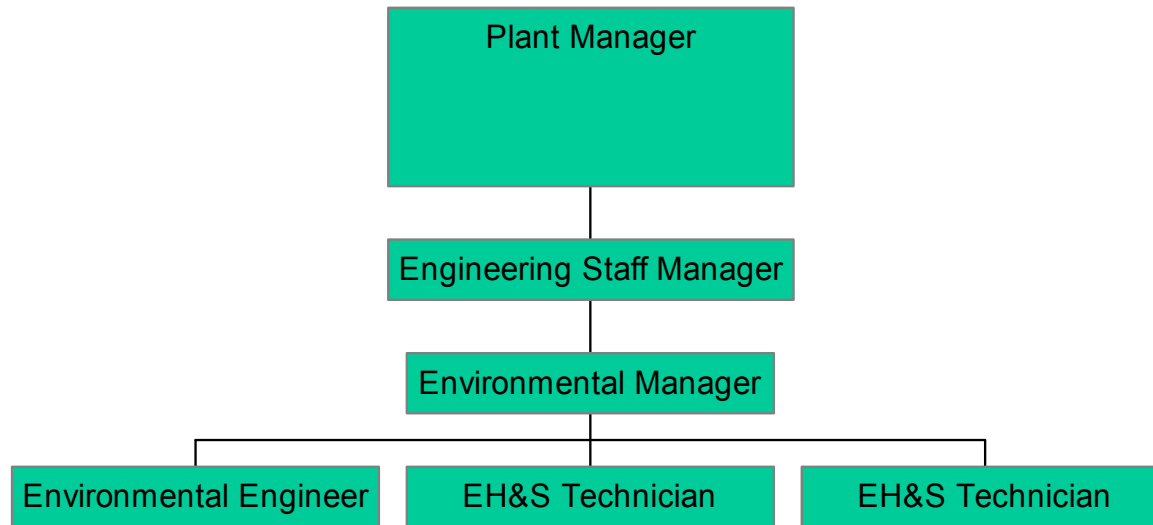 Plant Manager
Engineering Staff Manager
Environmental Manager
Environmental Engineer
EH&S Technician
EH&S Technician